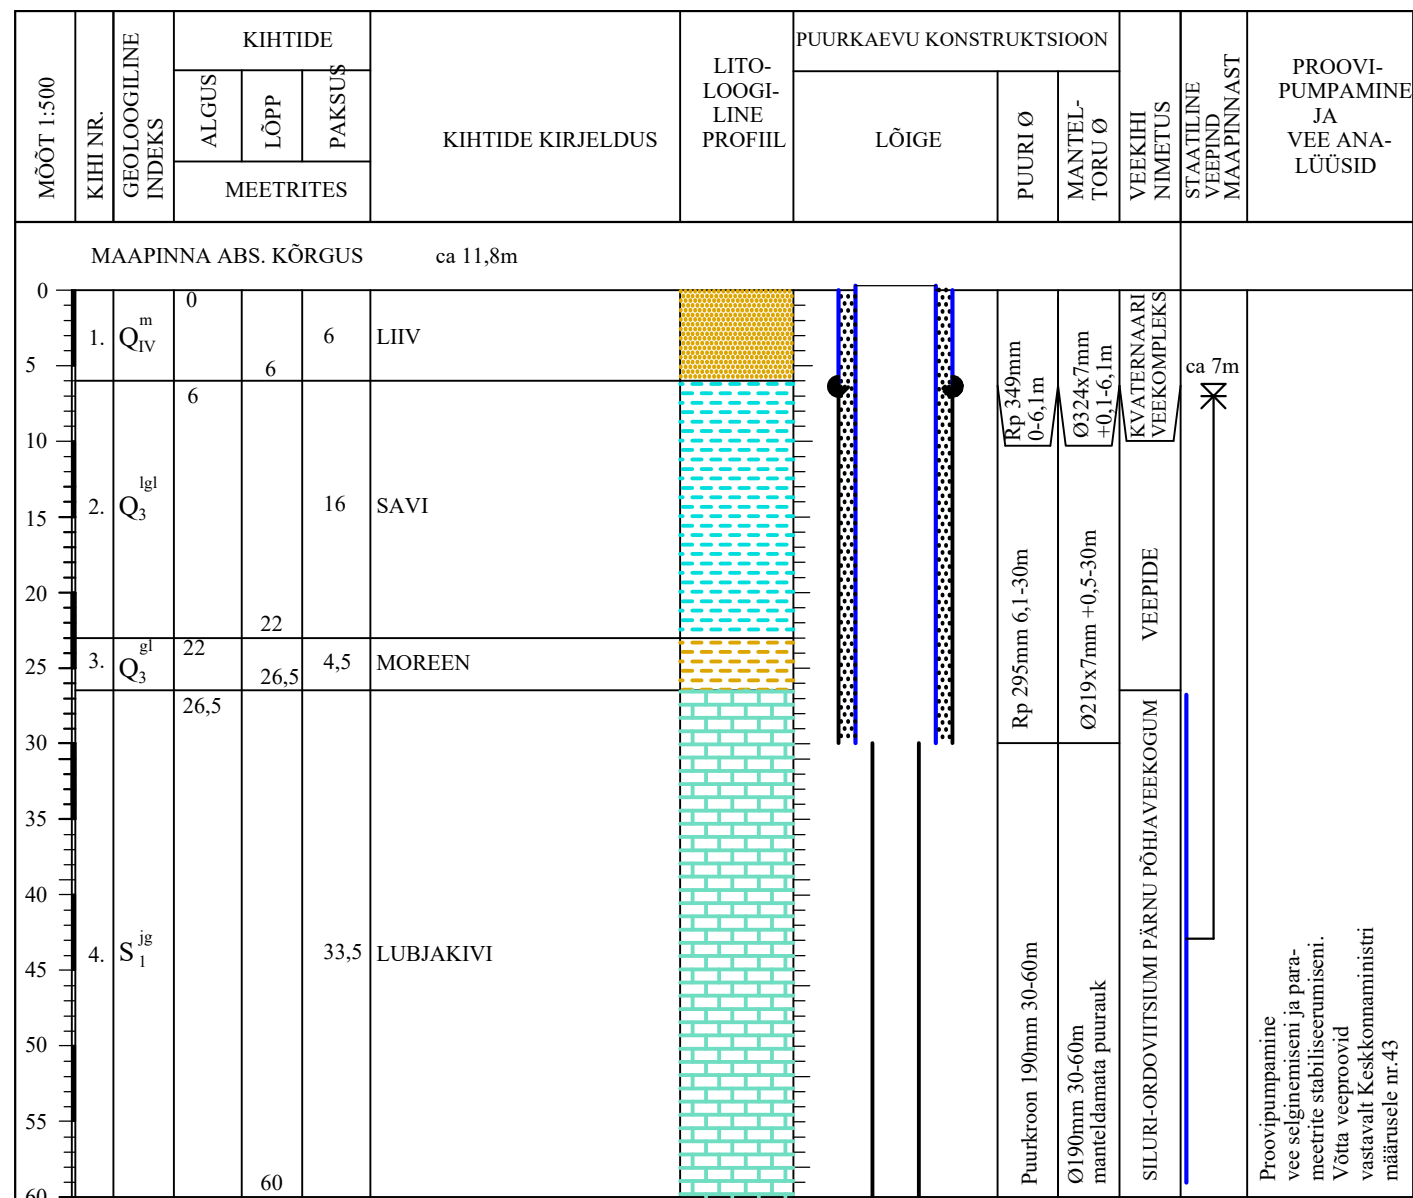 MÕÕT 1:500
KIHI NR.
GEOLOOGILINE
INDEKS
KIHTIDE
ALGUS
LÕPP
PAKSUS
MEETRITES
KIHTIDE KIRJELDUS
LITO-
LOOGI-
LINE
PROFIIL
PUURKAEVU KONSTRUKTSIOON
LÕIGE
PUURI Ø
MANTEL-
TORU Ø
VEEKIHI
NIMETUS
STAATILINE
VEEPIND
MAAPINNAST
PROOVI-
PUMPAMINE
JA
VEE ANA-
LÜÜSID
MAAPINNA ABS. KÕRGUS ca 11,8m
0
5
10
15
20
25
30
35
40
45
50
55
60
1. Q m IV 0 6 6 LIIV
2. Q lgl 3 6 22 16 SAVI
3. Q gl 3 22 26,5 4,5 MOREEN
4. S jg 1 26,5 60 33,5 LUBJAKIVI
Rp 349mm
0-6,1m
Ø324x7mm
+0,1-6,1m
KVATERNAARI
VEEKOMPLEKS
ca 7m
Rp 295mm 6,1-30m
Ø219x7mm +0,5-30m
VEEPIDE
Puurkroon 190mm 30-60m
Ø190mm 30-60m
manteldamata puurauk
SILURI-ORDOVIITSIUMI PÄRNU PÕHJAVEEKOGUM
Proovipumpamine
vee selginemiseni ja para-
meetrite stabiliseerumiseni.
Võtta veeproovid
vastavalt Keskkonnaministri
määrusele nr.43